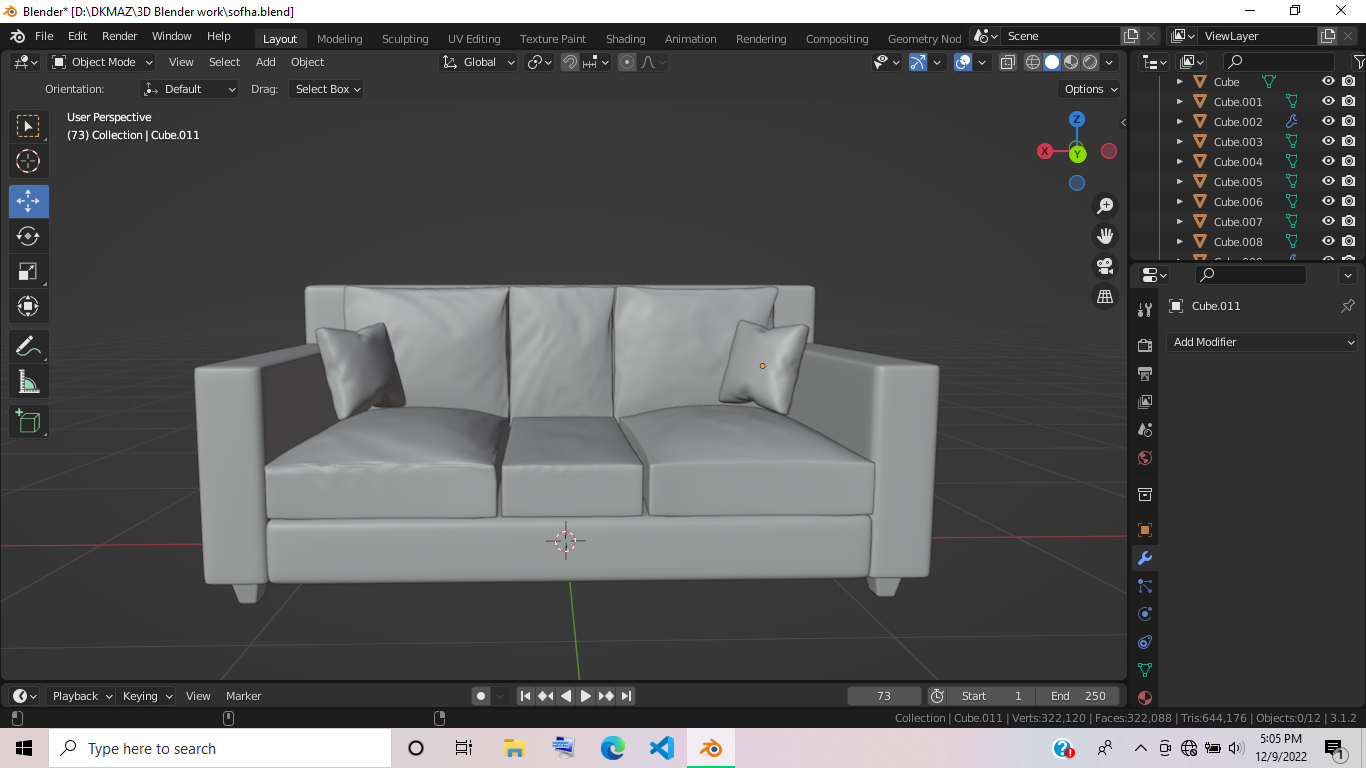 Blender* [D:\DKMAZ\3D Blender work\sofha.blend]
File Edit Render Window Help Layout Modeling Sculpting UV Editing Texture Paint Shading Animation Rendering Compositing Geometry Nod Scene ViewLayer
Object Mode View Select Add Object Global
Orientation: Default Drag: Select Box Options
User Perspective
(73) Collection | Cube.011
Z
X
Y
Cube
Cube.001
Cube.002
Cube.003
Cube.004
Cube.005
Cube.006
Cube.007
Cube.008
Cube.011
Add Modifier
Playback Keying View Marker 73 Start 1 End 250
Collection | Cube.011 | Verts:322,120 | Faces:322,088 | Tris:644,176 | Objects:0/12 | 3.1.2
Type here to search
5:05 PM
12/9/2022
1